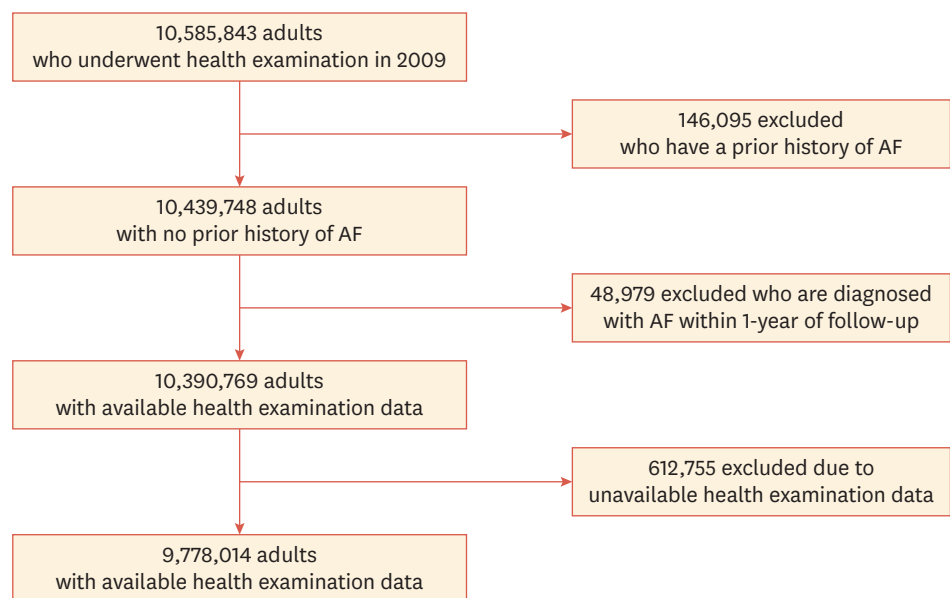 10,585,843 adults
who underwent health examination in 2009
146,095 excluded
who have a prior history of AF
10,439,748 adults
with no prior history of AF
48,979 excluded who are diagnosed
with AF within 1-year of follow-up
10,390,769 adults
with available health examination data
612,755 excluded due to
unavailable health examination data
9,778,014 adults
with available health examination data